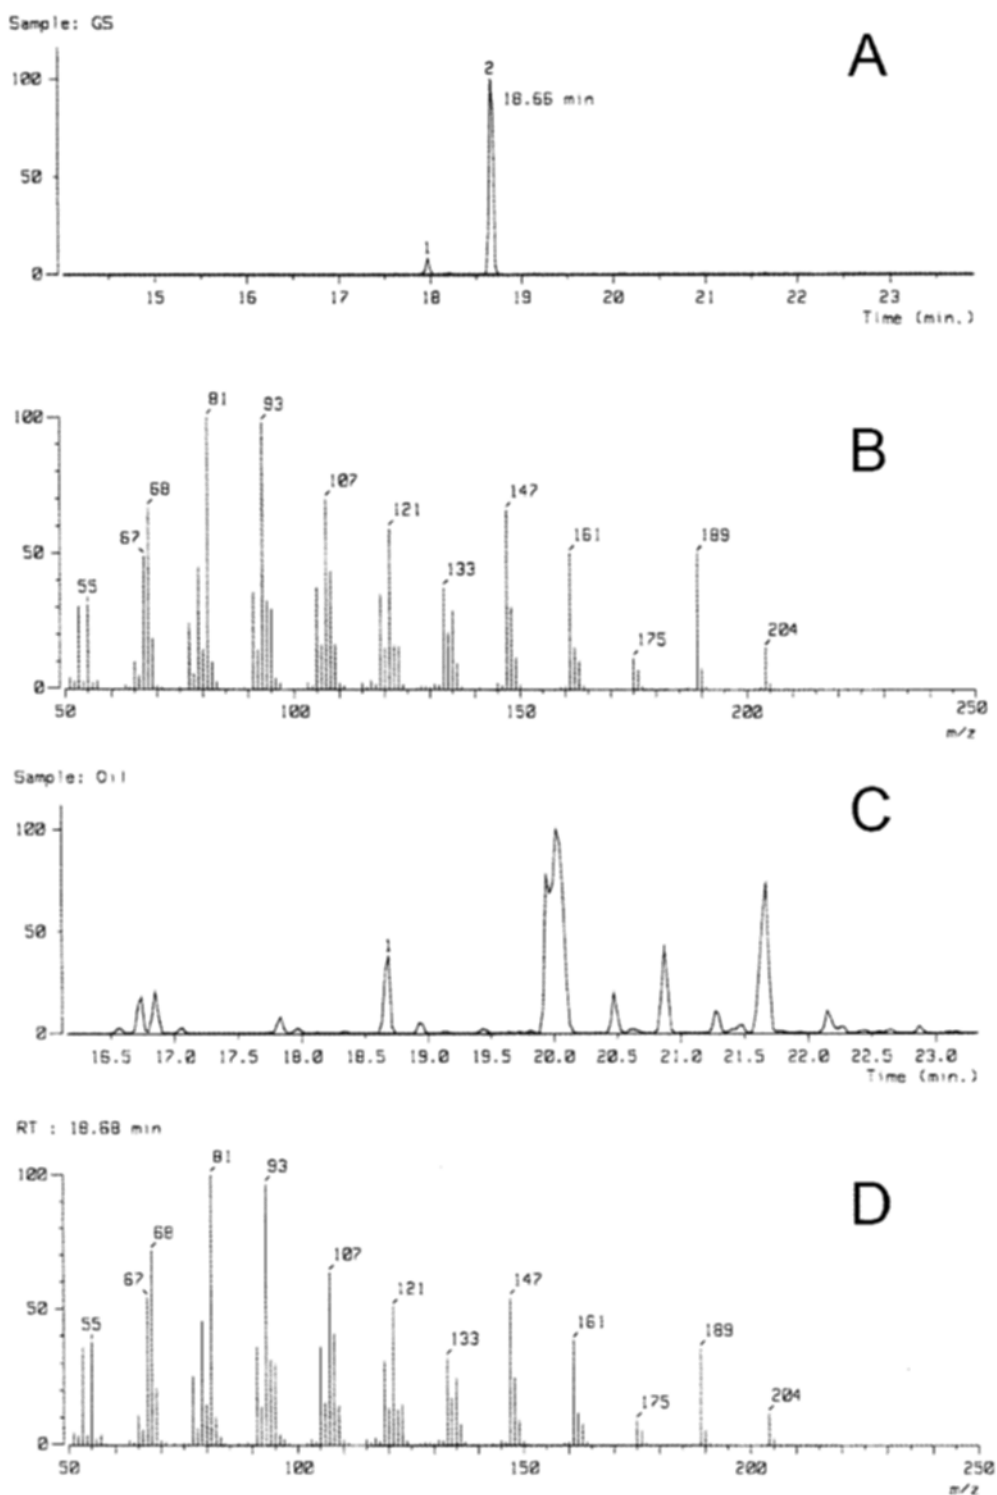 Sample: GS
A
100
2
18.66 min
50
1
0
15 16 17 18 19 20 21 22 23
Time (min.)
B
100
81
93
68
107
67
121
147
161
189
50
55
133
175
204
0
50 100 150 200 250
m/z
Sample: Oil
C
100
50
1
0
16.5 17.0 17.5 18.0 18.5 19.0 19.5 20.0 20.5 21.0 21.5 22.0 22.5 23.0
Time (min.)
RT : 18.68 min
D
100
81
93
68
107
67
121
147
50
55
133
161
189
175
204
0
50 100 150 200 250
m/z